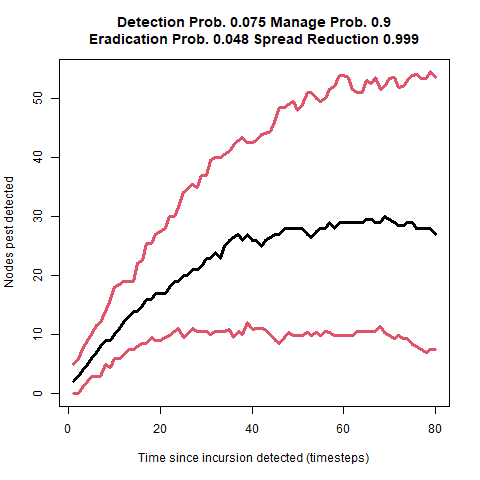 Detection Prob. 0.075 Manage Prob. 0.9
Eradication Prob. 0.048 Spread Reduction 0.999
Nodes pest detected
50
40
30
20
10
0
0 20 40 60 80
Time since incursion detected (timesteps)